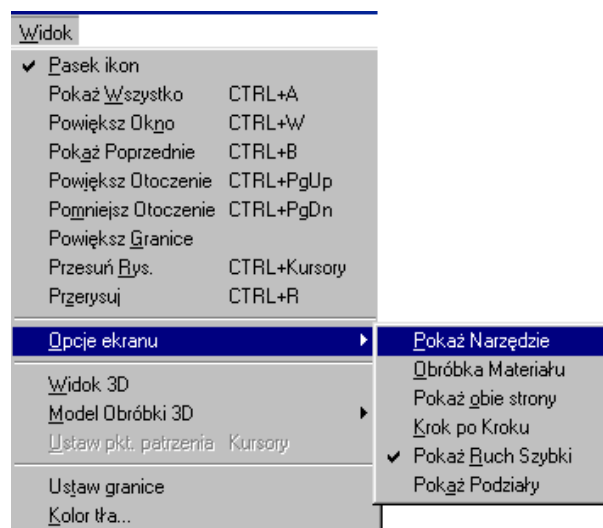 Widok
Pasek ikon
Pokaż Wszystko CTRL+A
Powiększ Okno CTRL+W
Pokaż Poprzednie CTRL+B
Powiększ Otoczenie CTRL+PgUp
Pomniejsz Otoczenie CTRL+PgDn
Powiększ Granice
Przesuń Rys. CTRL+Kursory
Przerysuj CTRL+R
Opcje ekranu
Widok 3D
Model Obróbki 3D
Ustaw pkt. patrzenia Kursory
Ustaw granice
Kolor tła...
Pokaż Narzędzie
Obróbka Materiału
Pokaż obie strony
Krok po Kroku
Pokaż Ruch Szybki
Pokaż Podziały